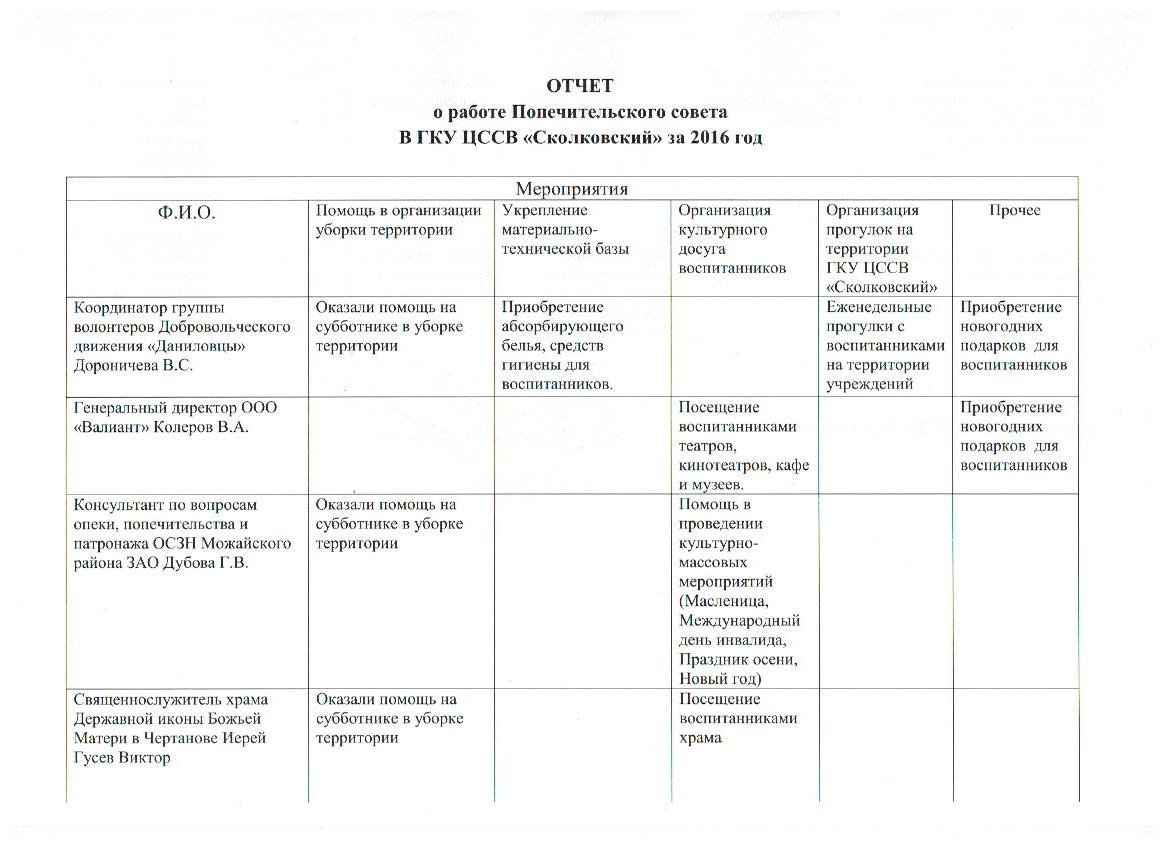 ОТЧЕТ
о работе Попечительского совета
В ГКУ ЦССВ «Сколковский» за 2016 год
Мероприятия
Ф.И.О.
Помощь в организации
уборки территории
Укрепление
материально-
технической базы
Организация
культурного
досуга
воспитанников
Организация
прогулок на
территории
ГКУ ЦССВ
«Сколковский»
Прочее
Координатор группы
волонтеров Добровольческого
движения «Даниловцы»
Дороничева В.С.
Оказали помощь на
субботнике в уборке
территории
Приобретение
абсорбирующего
белья, средств
гигиены для
воспитанников.
Еженедельные
прогулки с
воспитанниками
на территории
учреждений
Приобретение
новогодних
подарков для
воспитанников
Генеральный директор ООО
«Валиант» Колеров В.А.
Посещение
воспитанниками
театров,
кинотеатров, кафе
и музеев.
Приобретение
новогодних
подарков для
воспитанников
Консультант по вопросам
опеки, попечительства и
патронажа ОСЗН Можайского
района ЗАО Дубова Г.В.
Оказали помощь на
субботнике в уборке
территории
Помощь в
проведении
культурно-
массовых
мероприятий
(Масленица,
Международный
день инвалида,
Праздник осени,
Новый год)
Священнослужитель храма
Державной иконы Божьей
Матери в Чертанове Иерей
Гусев Виктор
Оказали помощь на
субботнике в уборке
территории
Посещение
воспитанниками
храма